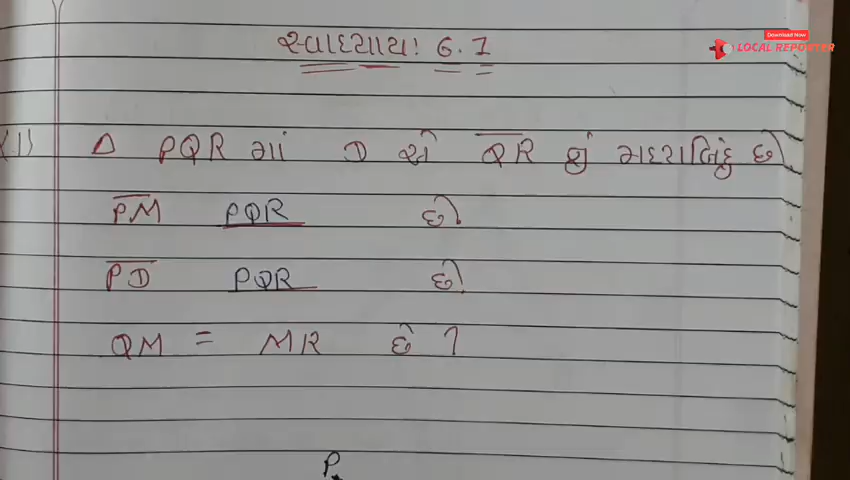 સ્વાધ્યાય: 6.1
Download Now
LOCAL REPORTER
(1) Δ PQR માં D એ QR નું મધ્યબિંદુ છે
PM PQR છે
PD PQR છે.
QM = MR છે ?
P